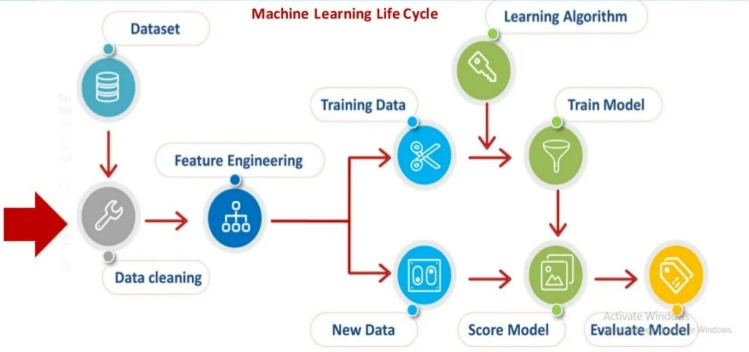 Machine Learning Life Cycle
Dataset
Learning Algorithm
Training Data
Train Model
Feature Engineering
Data cleaning
New Data
Score Model
Evaluate Model
Activate Windows
Windows.